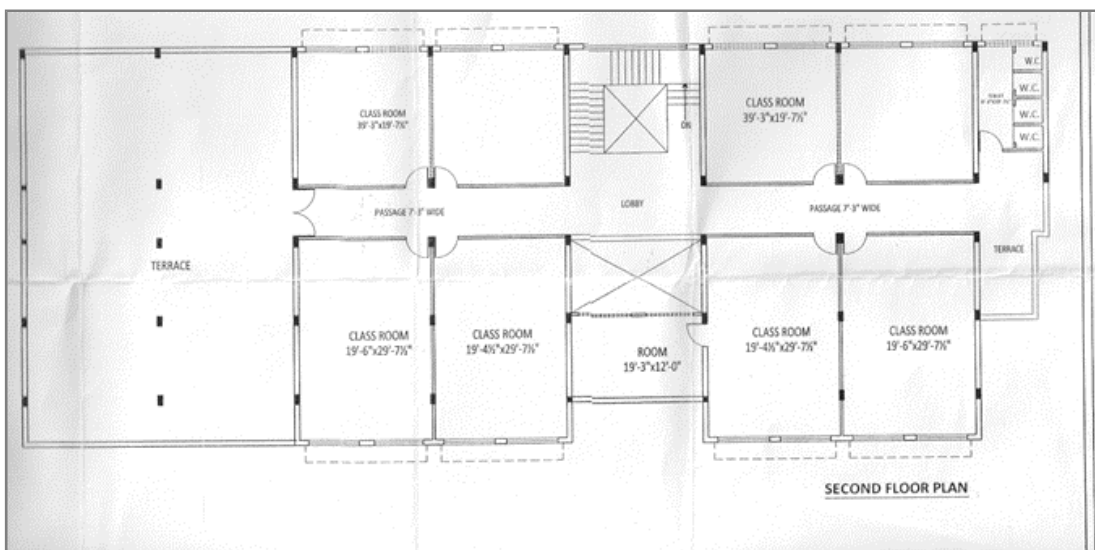 W.C.
CLASS ROOM
39'-3"x19'-7½"
CLASS ROOM
39'-3"x19'-7½"
TOILET
W.C.
W.C.
W.C.
DN
PASSAGE 7'-3" WIDE
LOBBY
PASSAGE 7'-3" WIDE
TERRACE
TERRACE
CLASS ROOM
19'-6"x29'-7½"
CLASS ROOM
19'-4½"x29'-7½"
ROOM
19'-3"x12'-0"
CLASS ROOM
19'-4½"x29'-7½"
CLASS ROOM
19'-6"x29'-7½"
SECOND FLOOR PLAN